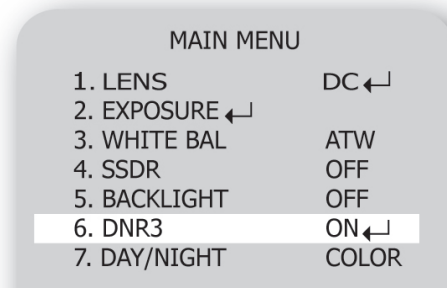 MAIN MENU
1. LENS DC ↵
2. EXPOSURE ↵
3. WHITE BAL ATW
4. SSDR OFF
5. BACKLIGHT OFF
6. DNR3 ON ↵
7. DAY/NIGHT COLOR